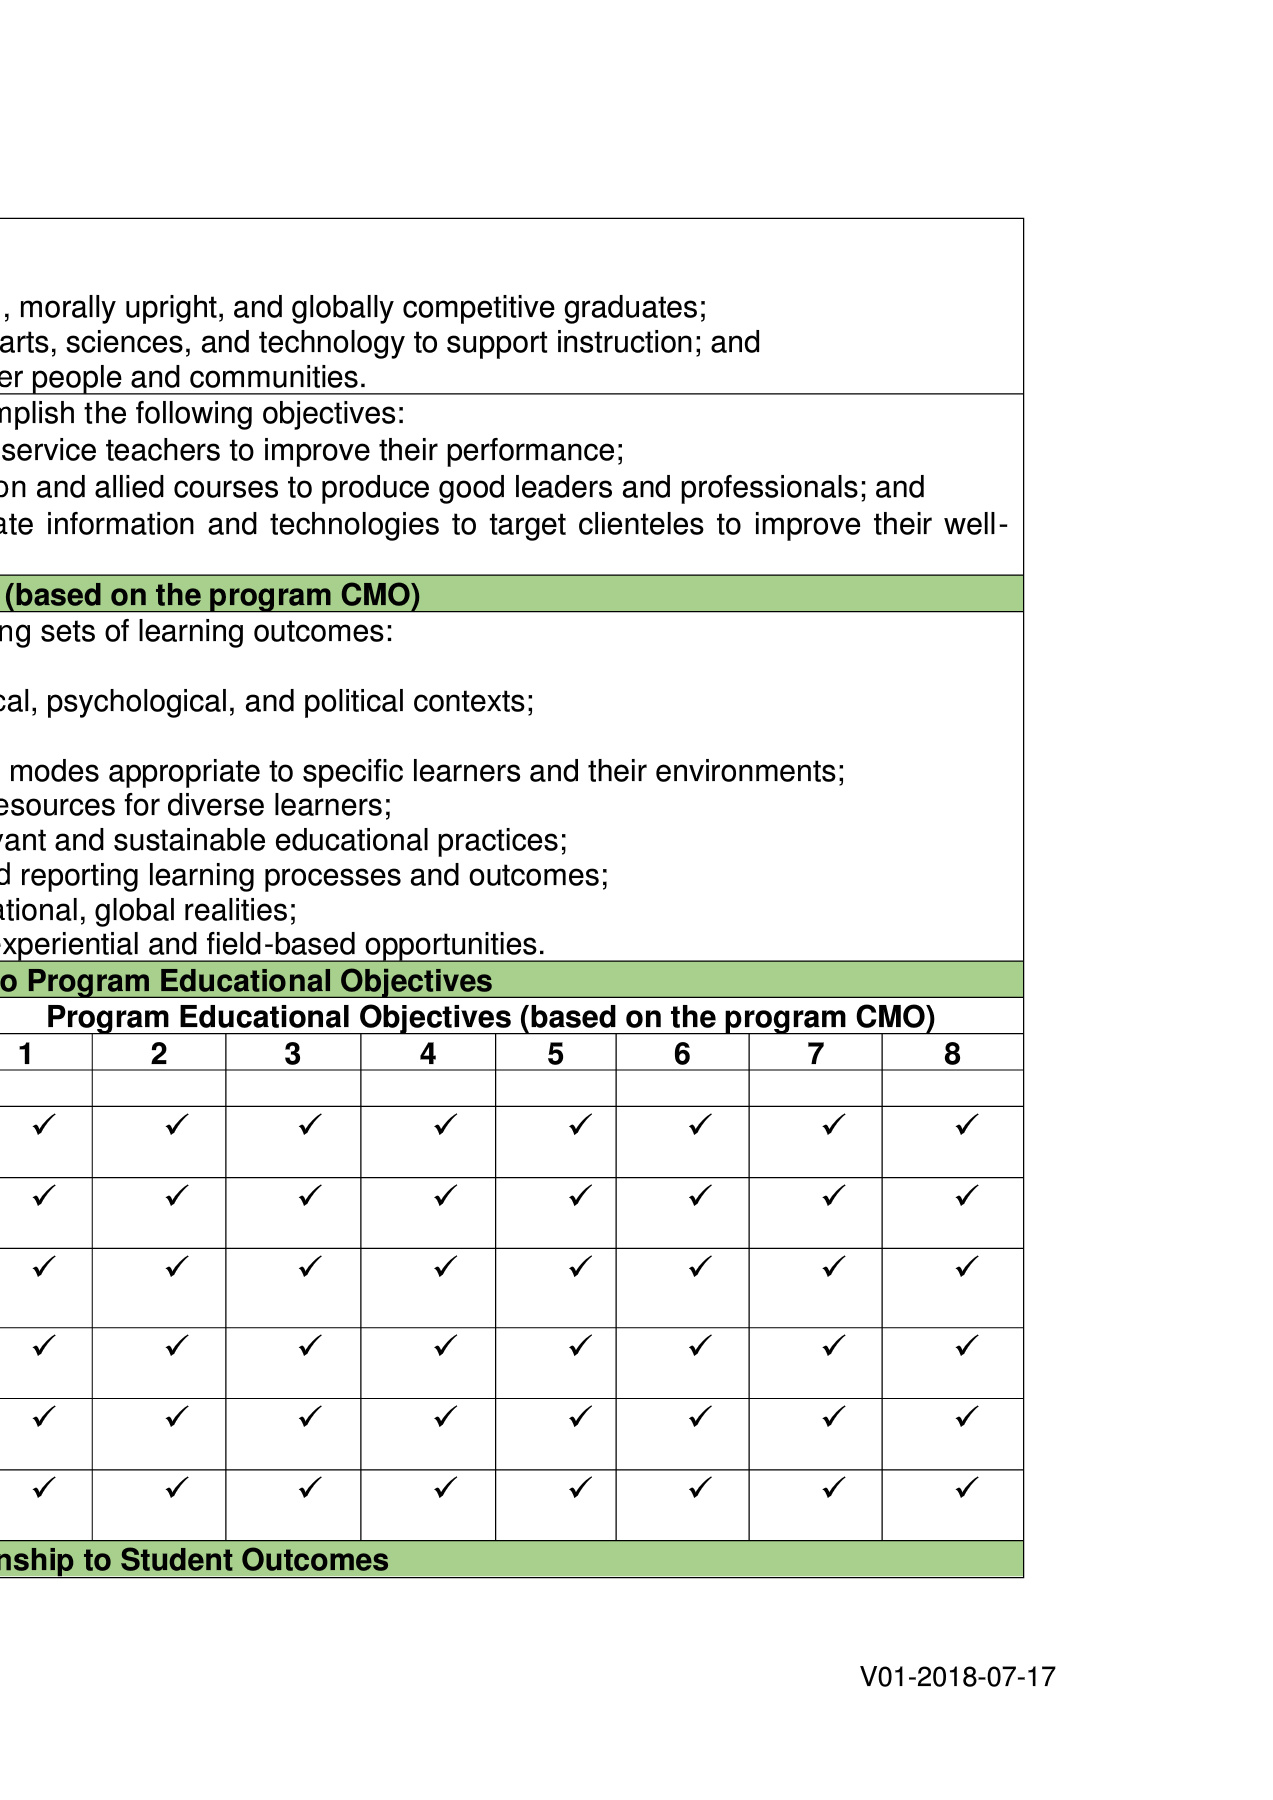 , morally upright, and globally competitive graduates;
arts, sciences, and technology to support instruction; and
er people and communities.
mplish the following objectives:
service teachers to improve their performance;
on and allied courses to produce good leaders and professionals; and
ate information and technologies to target clienteles to improve their well-
(based on the program CMO)
ng sets of learning outcomes:
cal, psychological, and political contexts;
modes appropriate to specific learners and their environments;
esources for diverse learners;
vant and sustainable educational practices;
d reporting learning processes and outcomes;
ational, global realities;
experiential and field-based opportunities.
o Program Educational Objectives
Program Educational Objectives (based on the program CMO)
1 2 3 4 5 6 7 8
✓ ✓ ✓ ✓ ✓ ✓ ✓ ✓
✓ ✓ ✓ ✓ ✓ ✓ ✓ ✓
✓ ✓ ✓ ✓ ✓ ✓ ✓ ✓
✓ ✓ ✓ ✓ ✓ ✓ ✓ ✓
✓ ✓ ✓ ✓ ✓ ✓ ✓ ✓
✓ ✓ ✓ ✓ ✓ ✓ ✓ ✓
nship to Student Outcomes
V01-2018-07-17